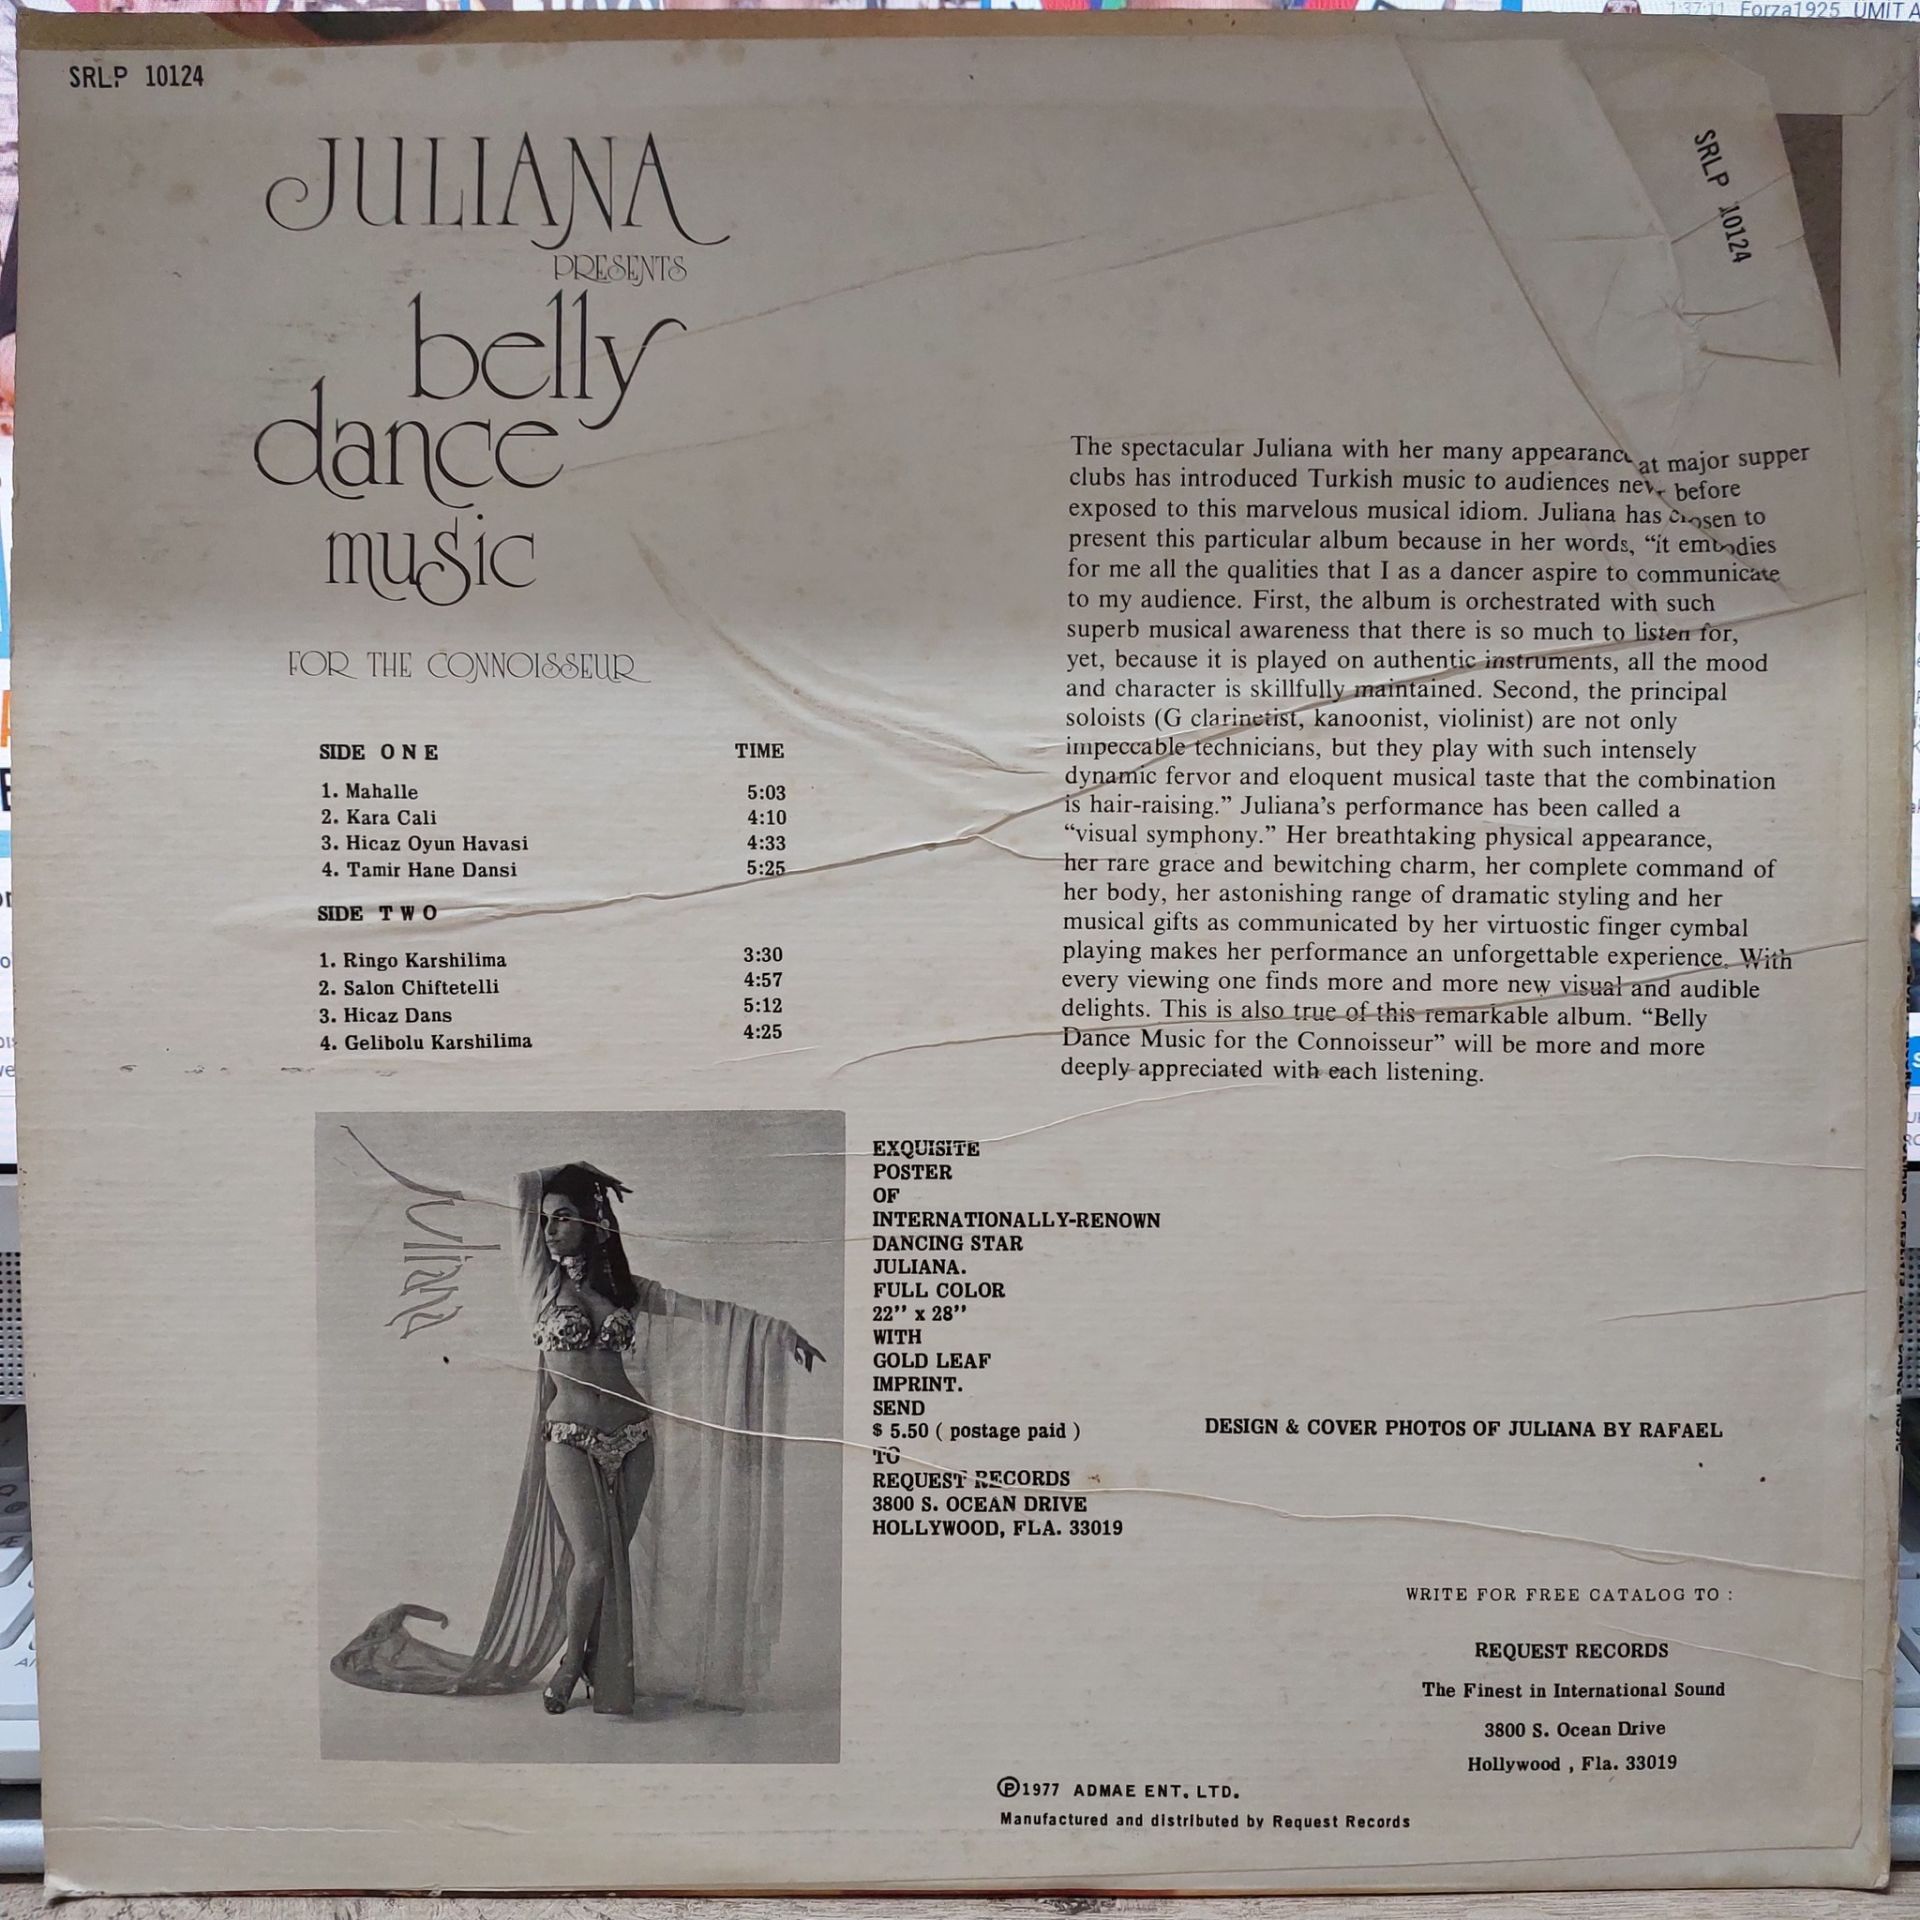 1:37:11 Forza1925 UMIT A
SRLP 10124
SRLP 10124
JULIANA
PRESENTS
belly
dance
music
FOR THE CONNOISSEUR
SIDE ONE TIME
1. Mahalle 5:03
2. Kara Cali 4:10
3. Hicaz Oyun Havasi 4:33
4. Tamir Hane Dansi 5:25
SIDE TWO
1. Ringo Karshilima 3:30
2. Salon Chiftetelli 4:57
3. Hicaz Dans 5:12
4. Gelibolu Karshilima 4:25
The spectacular Juliana with her many appearanc at major supper
clubs has introduced Turkish music to audiences never before
exposed to this marvelous musical idiom. Juliana has chosen to
present this particular album because in her words, “it embodies
for me all the qualities that I as a dancer aspire to communicate
to my audience. First, the album is orchestrated with such
superb musical awareness that there is so much to listen for,
yet, because it is played on authentic instruments, all the mood
and character is skillfully maintained. Second, the principal
soloists (G clarinetist, kanoonist, violinist) are not only
impeccable technicians, but they play with such intensely
dynamic fervor and eloquent musical taste that the combination
is hair-raising.” Juliana’s performance has been called a
“visual symphony.” Her breathtaking physical appearance,
her rare grace and bewitching charm, her complete command of
her body, her astonishing range of dramatic styling and her
musical gifts as communicated by her virtuostic finger cymbal
playing makes her performance an unforgettable experience. With
every viewing one finds more and more new visual and audible
delights. This is also true of this remarkable album. “Belly
Dance Music for the Connoisseur” will be more and more
deeply appreciated with each listening.
Juliana
EXQUISITE
POSTER
OF
INTERNATIONALLY-RENOWN
DANCING STAR
JULIANA.
FULL COLOR
22’’ x 28’’
WITH
GOLD LEAF
IMPRINT.
SEND
$ 5.50 ( postage paid )
TO
REQUEST RECORDS
3800 S. OCEAN DRIVE
HOLLYWOOD, FLA. 33019
DESIGN & COVER PHOTOS OF JULIANA BY RAFAEL
WRITE FOR FREE CATALOG TO :
REQUEST RECORDS
The Finest in International Sound
3800 S. Ocean Drive
Hollywood , Fla. 33019
Ⓟ1977 ADMAE ENT. LTD.
Manufactured and distributed by Request Records